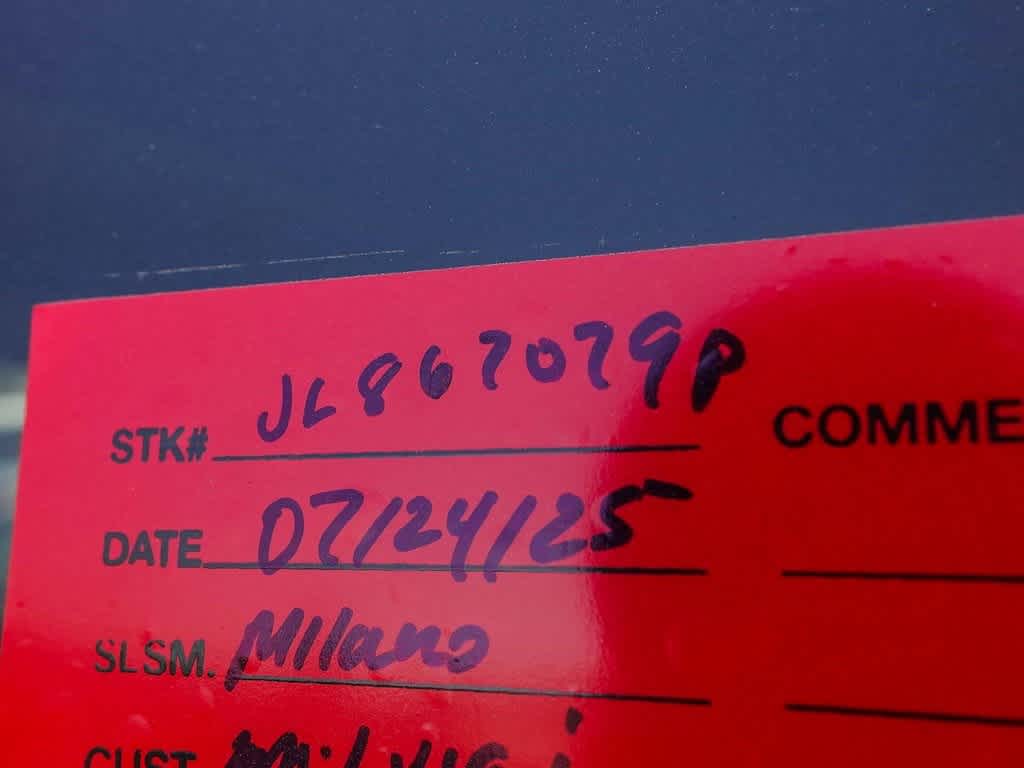 STK# JL867079P
COMME
DATE 07/24/25
SLSM. Milano
CUST